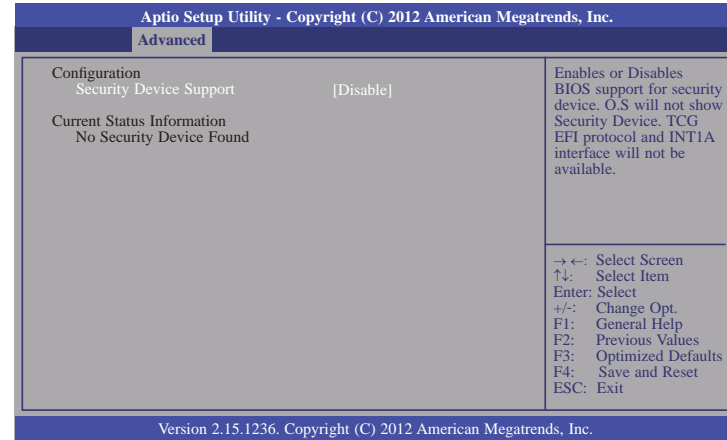 Aptio Setup Utility - Copyright (C) 2012 American Megatrends, Inc.
Advanced
Configuration
Security Device Support [Disable]
Current Status Information
No Security Device Found
Enables or Disables
BIOS support for security
device. O.S will not show
Security Device. TCG
EFI protocol and INT1A
interface will not be
available.
→ ←: Select Screen
↑↓: Select Item
Enter: Select
+/-: Change Opt.
F1: General Help
F2: Previous Values
F3: Optimized Defaults
F4: Save and Reset
ESC: Exit
Version 2.15.1236. Copyright (C) 2012 American Megatrends, Inc.